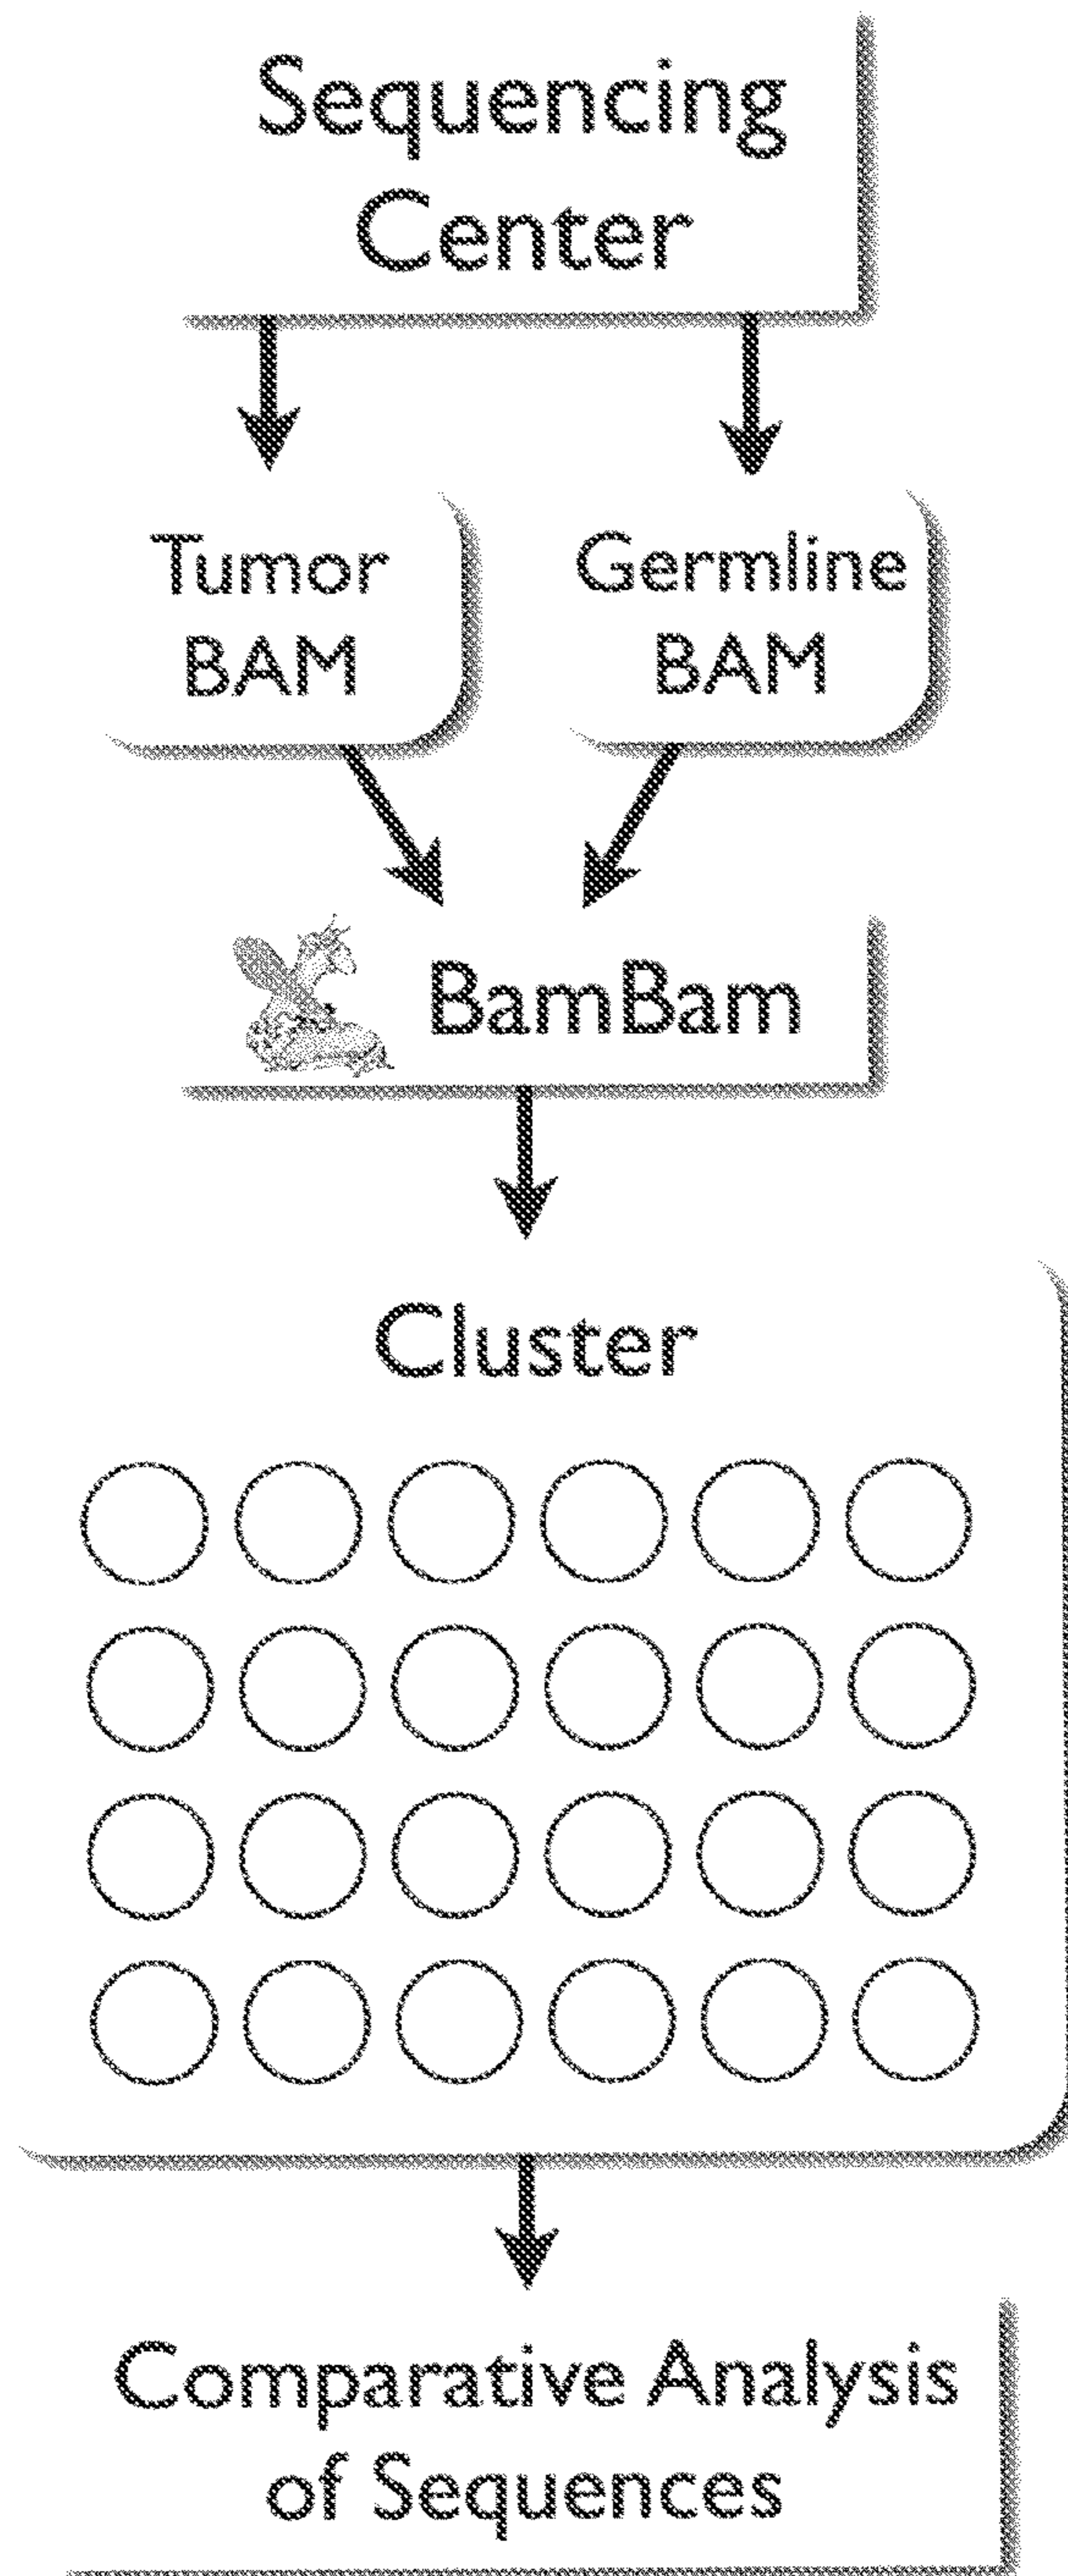 Sequencing
Center
Tumor
BAM
Germline
BAM
BamBam
Cluster
Comparative Analysis
of Sequences